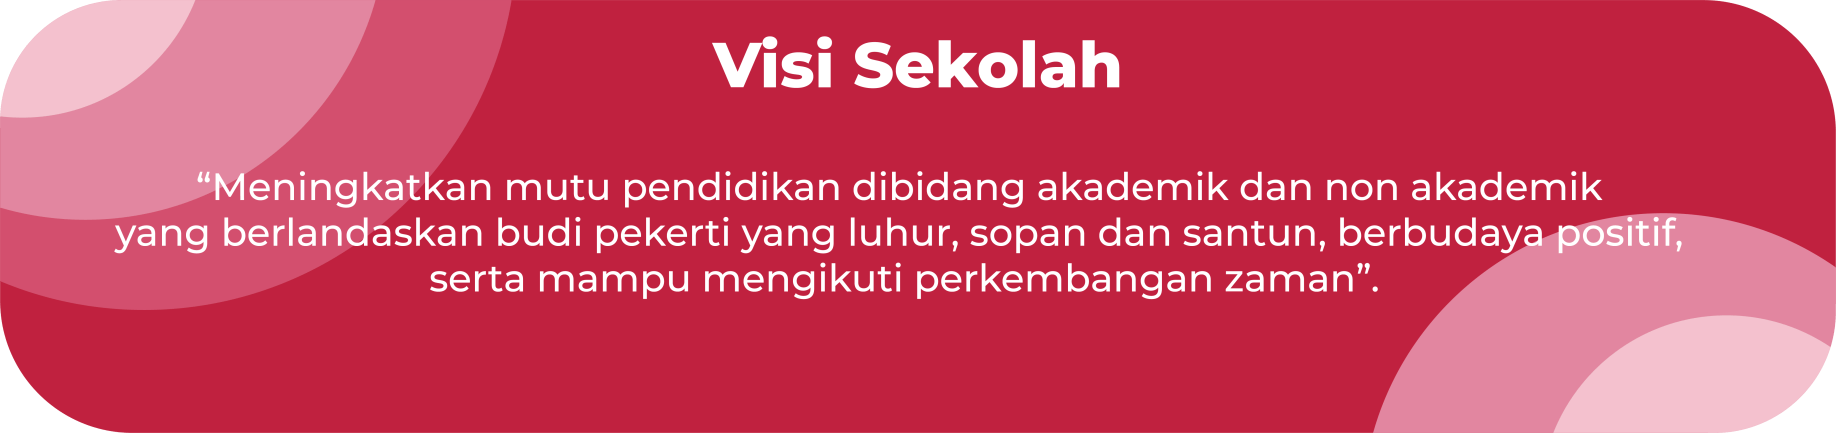 Visi Sekolah
“Meningkatkan mutu pendidikan dibidang akademik dan non akademik
yang berlandaskan budi pekerti yang luhur, sopan dan santun, berbudaya positif,
serta mampu mengikuti perkembangan zaman”.